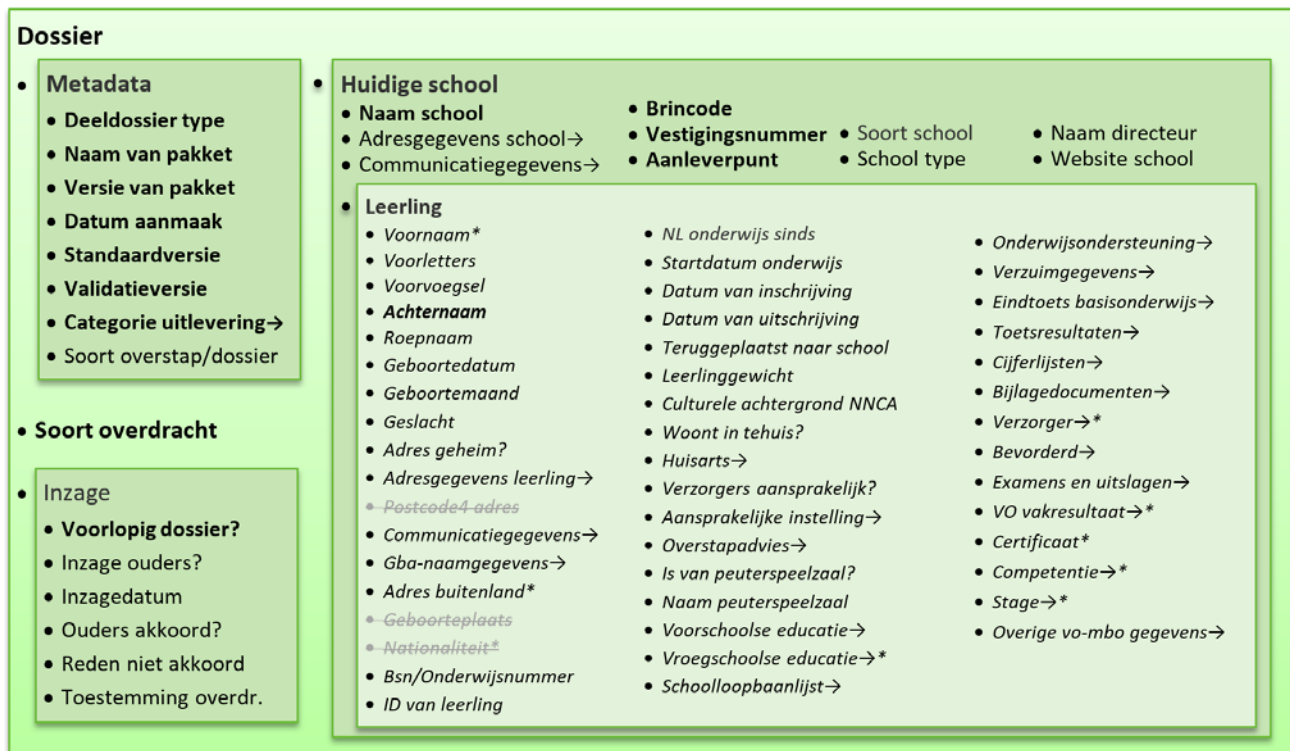 Dossier
• Metadata
• Deeldossier type
• Naam van pakket
• Versie van pakket
• Datum aanmaak
• Standaardversie
• Validatieversie
• Categorie uitlevering→
• Soort overstap/dossier
• Soort overdracht
• Inzage
• Voorlopig dossier?
• Inzage ouders?
• Inzagedatum
• Ouders akkoord?
• Reden niet akkoord
• Toestemming overdr.
• Huidige school
• Naam school
• Adresgegevens school→
• Communicatiegegevens→
• Brincode
• Vestigingsnummer
• Aanleverpunt
• Soort school
• School type
• Naam directeur
• Website school
• Leerling
• Voornaam*
• Voorletters
• Voorvoegsel
• Achternaam
• Roepnaam
• Geboortedatum
• Geboortemaand
• Geslacht
• Adres geheim?
• Adresgegevens leerling→
• Postcode4 adres
• Communicatiegegevens→
• Gba-naamgegevens→
• Adres buitenland*
• Geboorteplaats
• Nationaliteit*
• Bsn/Onderwijsnummer
• ID van leerling
• NL onderwijs sinds
• Startdatum onderwijs
• Datum van inschrijving
• Datum van uitschrijving
• Teruggeplaatst naar school
• Leerlinggewicht
• Culturele achtergrond NNCA
• Woont in tehuis?
• Huisarts→
• Verzorgers aansprakelijk?
• Aansprakelijke instelling→
• Overstapadvies→
• Is van peuterspeelzaal?
• Naam peuterspeelzaal
• Voorschoolse educatie→
• Vroegschoolse educatie→*
• Schoolloopbaanlijst→
• Onderwijsondersteuning→
• Verzuimgegevens→
• Eindtoets basisonderwijs→
• Toetsresultaten→
• Cijferlijsten→
• Bijlagedocumenten→
• Verzorger→*
• Bevorderd→
• Examens en uitslagen→
• VO vakresultaat→*
• Certificaat*
• Competentie→*
• Stage→*
• Overige vo-mbo gegevens→